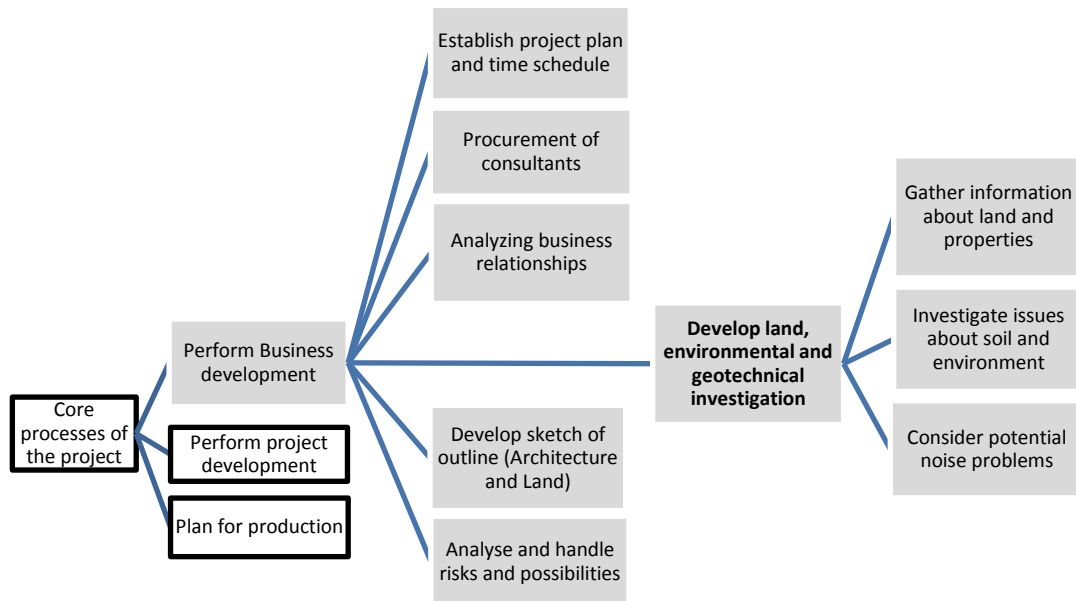 Core
processes of
the project
Perform Business
development
Perform project
development
Plan for production
Establish project plan
and time schedule
Procurement of
consultants
Analyzing business
relationships
Develop land,
environmental and
geotechnical
investigation
Develop sketch of
outline (Architecture
and Land)
Analyse and handle
risks and possibilities
Gather information
about land and
properties
Investigate issues
about soil and
environment
Consider potential
noise problems